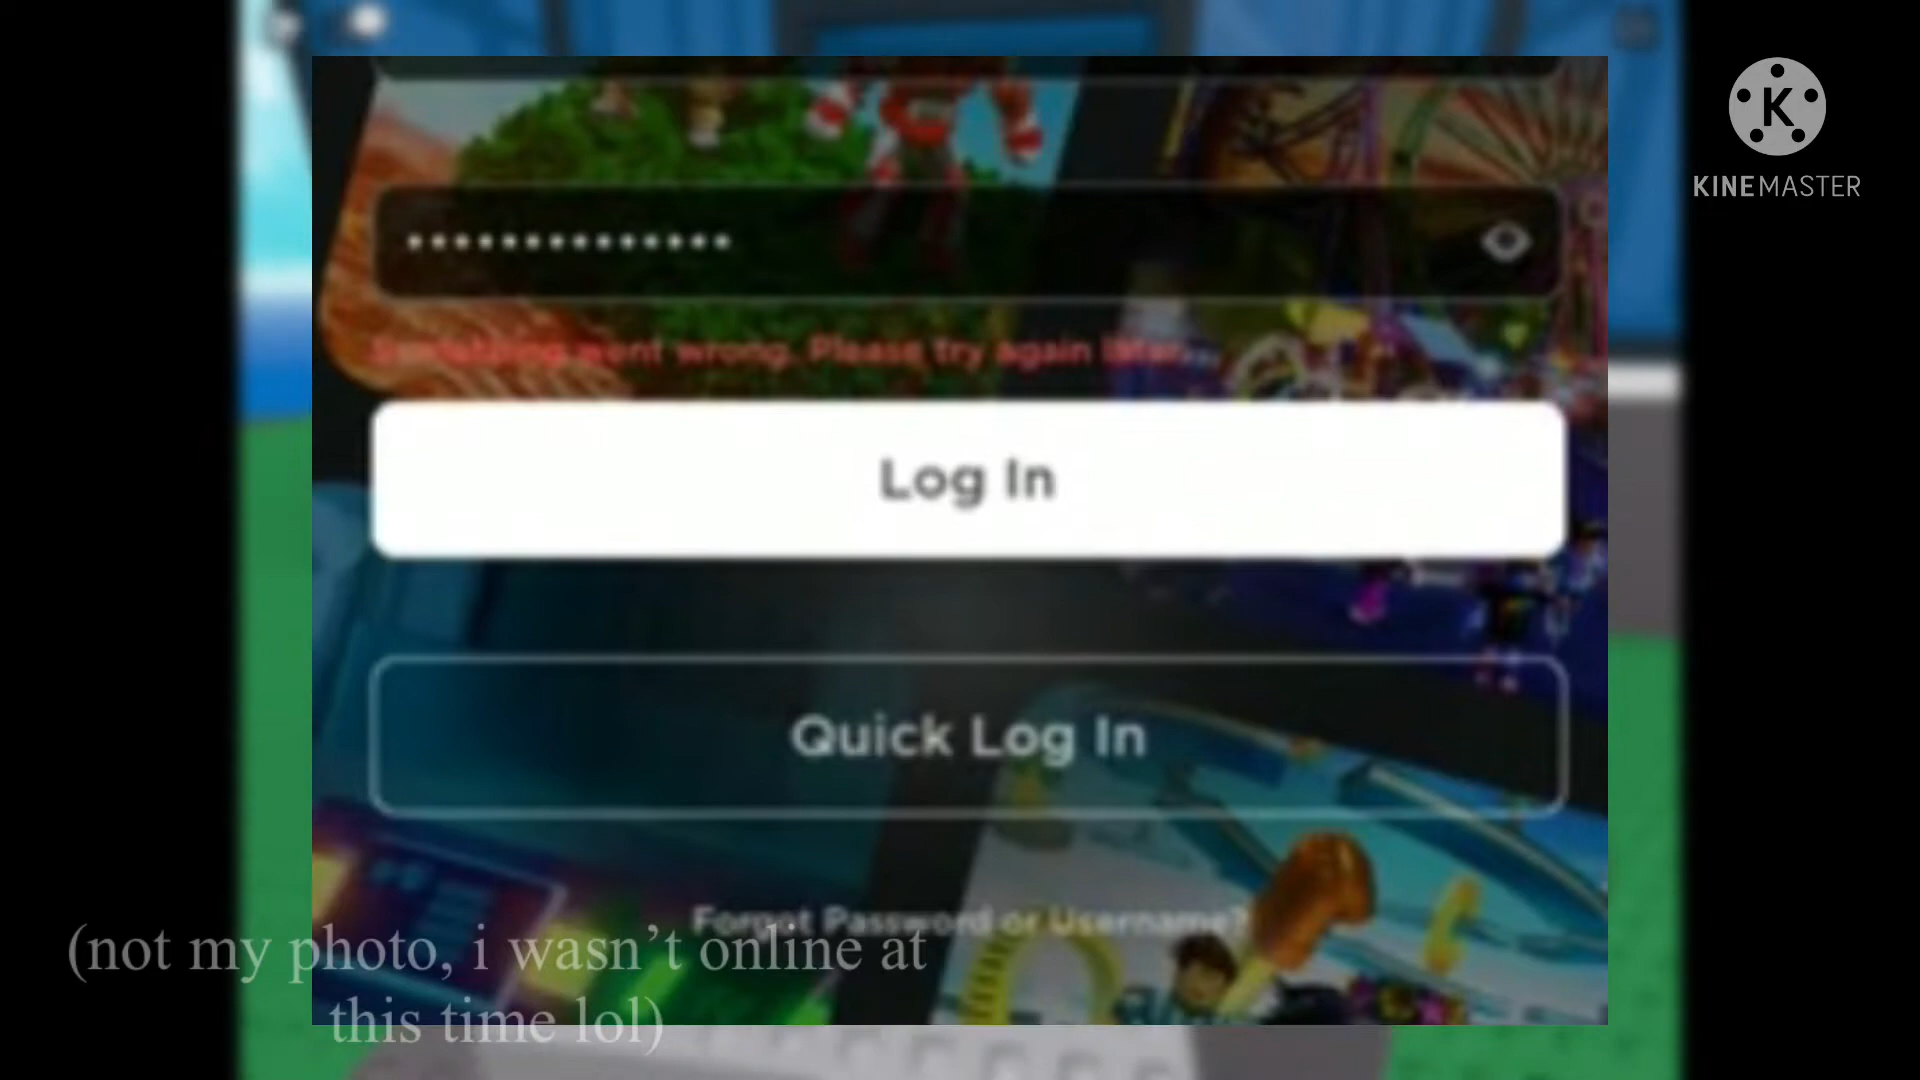 K
KINEMASTER
Something went wrong. Please try again later.
Log In
Quick Log In
Forgot Password or Username?
(not my photo, i wasn’t online at
this time lol)